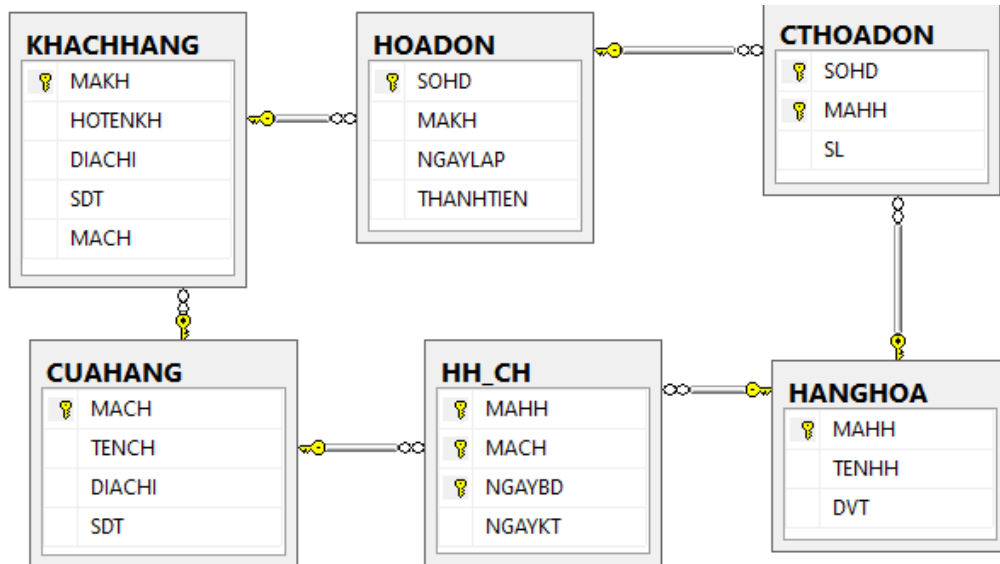 KHACHHANG
MAKH
HOTENKH
DIACHI
SDT
MACH
HOADON
SOHD
MAKH
NGAYLAP
THANHTIEN
CTHOADON
SOHD
MAHH
SL
CUAHANG
MACH
TENCH
DIACHI
SDT
HH_CH
MAHH
MACH
NGAYBD
NGAYKT
HANGHOA
MAHH
TENHH
DVT